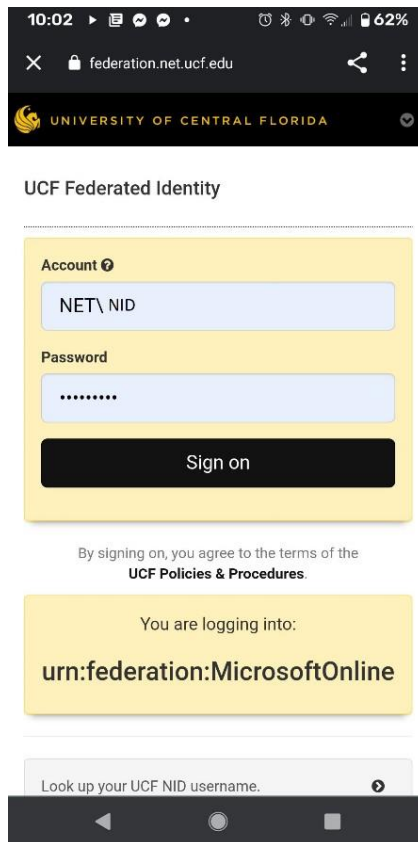 10:02 62%
federation.net.ucf.edu
UNIVERSITY OF CENTRAL FLORIDA
UCF Federated Identity
Account
NET\ NID
Password
•••••••••
Sign on
By signing on, you agree to the terms of the
UCF Policies & Procedures.
You are logging into:
urn:federation:MicrosoftOnline
Look up your UCF NID username.